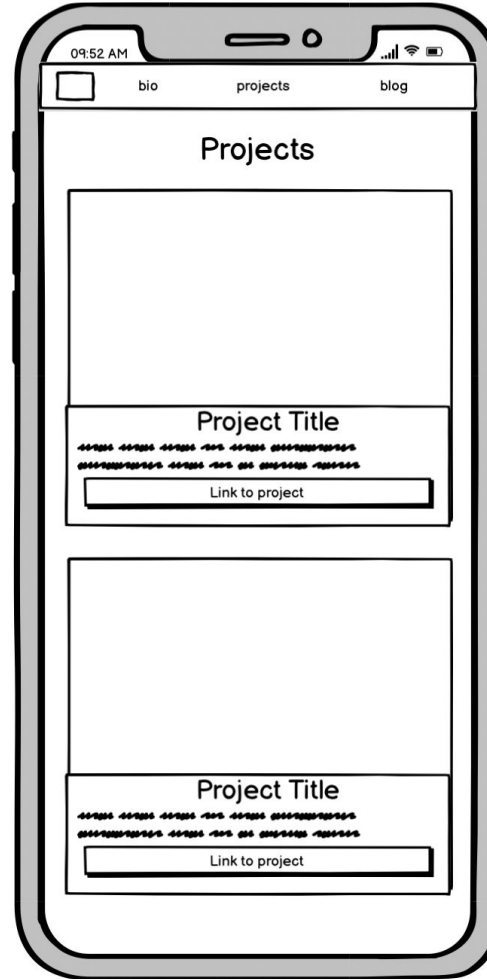 09:52 AM
bio projects blog
Projects
Project Title
Link to project
Project Title
Link to project